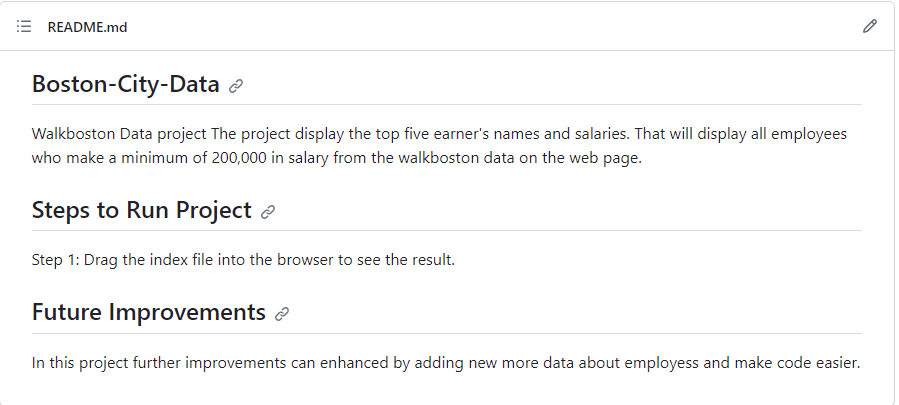 README.md
Boston-City-Data
Walkboston Data project The project display the top five earner's names and salaries. That will display all employees
who make a minimum of 200,000 in salary from the walkboston data on the web page.
Steps to Run Project
Step 1: Drag the index file into the browser to see the result.
Future Improvements
In this project further improvements can enhanced by adding new more data about employess and make code easier.